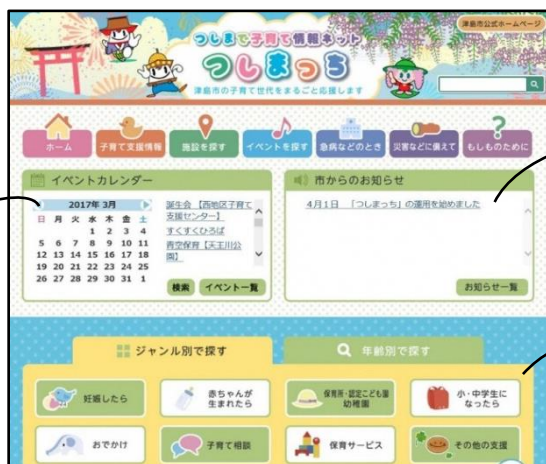 津島市公式ホームページ
つしまで子育て情報ネット
つしまっち
津島市の子育て世代をまるごと応援します
ホーム
子育て支援情報
施設を探す
イベントを探す
急病などのとき
災害などに備えて
もしものために
イベントカレンダー
2017年 3月
日 月 火 水 木 金 土
1 2 3 4
5 6 7 8 9 10 11
12 13 14 15 16 17 18
19 20 21 22 23 24 25
26 27 28 29 30 31 1
誕生会 【西地区子育て
支援センター】
すくすくひろば
青空保育【天王川公
園】
検索
イベント一覧
市からのお知らせ
4月1日 「つしまっち」の運用を始めました
お知らせ一覧
ジャンル別で探す
年齢別で探す
妊娠したら
赤ちゃんが
生まれたら
保育所・認定こども園
幼稚園
小・中学生に
なったら
おでかけ
子育て相談
保育サービス
その他の支援